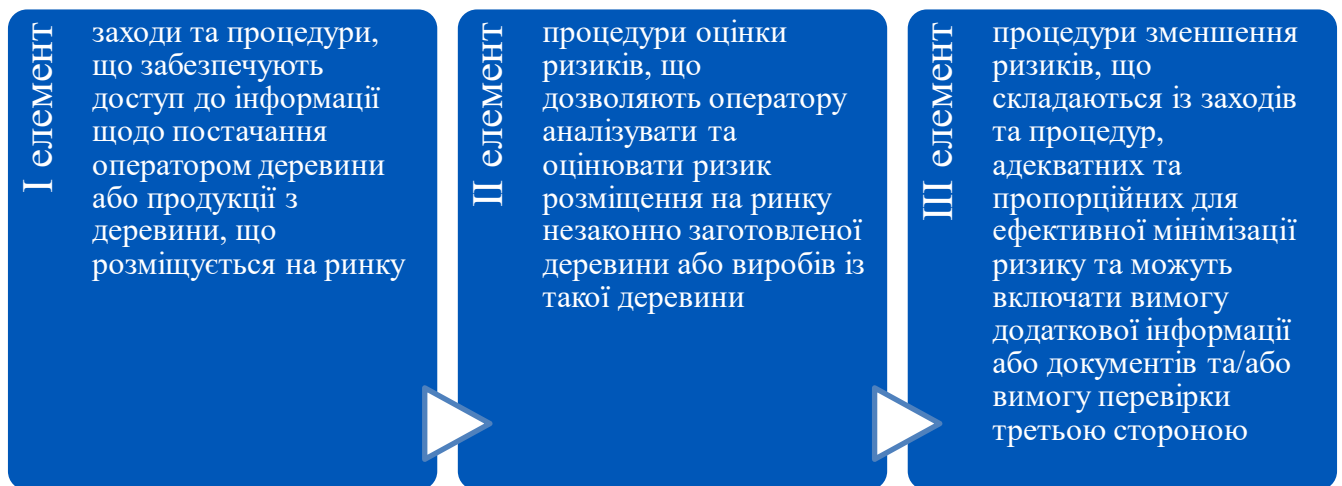 І елемент
заходи та процедури,
що забезпечують
доступ до інформації
щодо постачання
оператором деревини
або продукції з
деревини, що
розміщується на ринку
ІІ елемент
процедури оцінки
ризиків, що
дозволяють оператору
аналізувати та
оцінювати ризик
розміщення на ринку
незаконно заготовленої
деревини або виробів із
такої деревини
ІІІ елемент
процедури зменшення
ризиків, що
складаються із заходів
та процедур,
адекватних та
пропорційних для
ефективної мінімізації
ризику та можуть
включати вимогу
додаткової інформації
або документів та/або
вимогу перевірки
третьою стороною